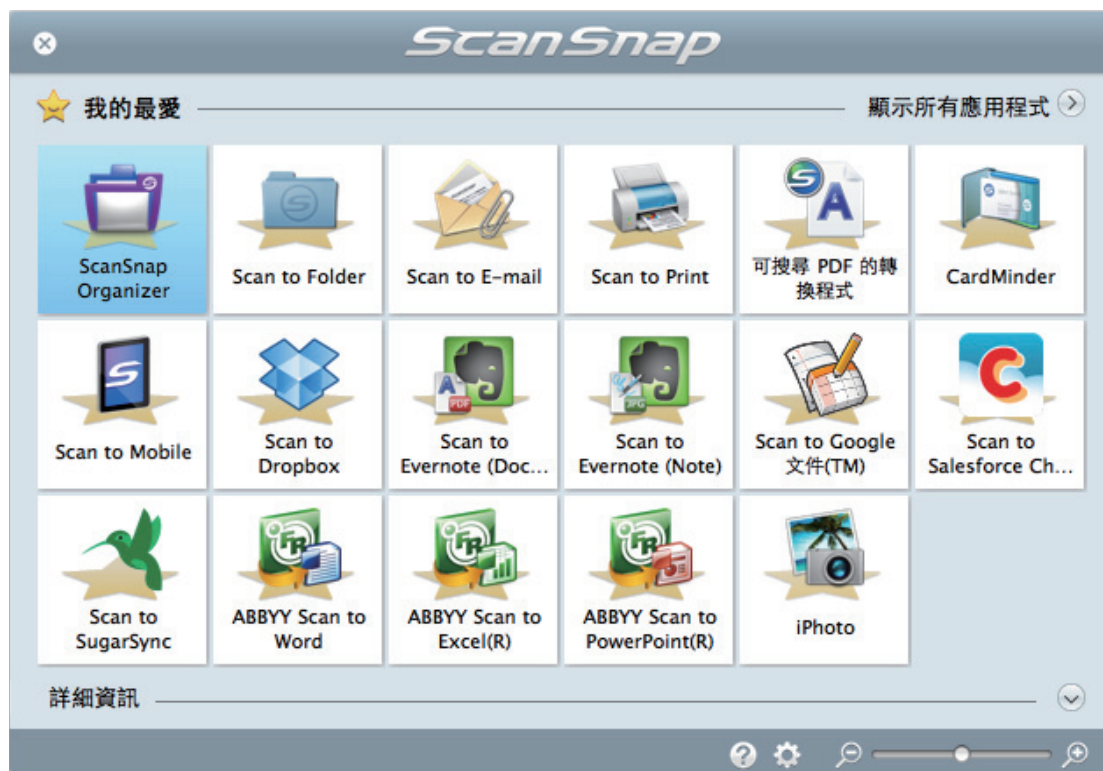 ScanSnap
我的最愛
顯示所有應用程式
ScanSnap
Organizer
Scan to Folder
Scan to E-mail
Scan to Print
可搜尋 PDF 的轉
換程式
CardMinder
Scan to Mobile
Scan to
Dropbox
Scan to
Evernote (Doc...
Scan to
Evernote (Note)
Scan to Google
文件(TM)
Scan to
Salesforce Ch...
Scan to
SugarSync
ABBYY Scan to
Word
ABBYY Scan to
Excel(R)
ABBYY Scan to
PowerPoint(R)
iPhoto
詳細資訊